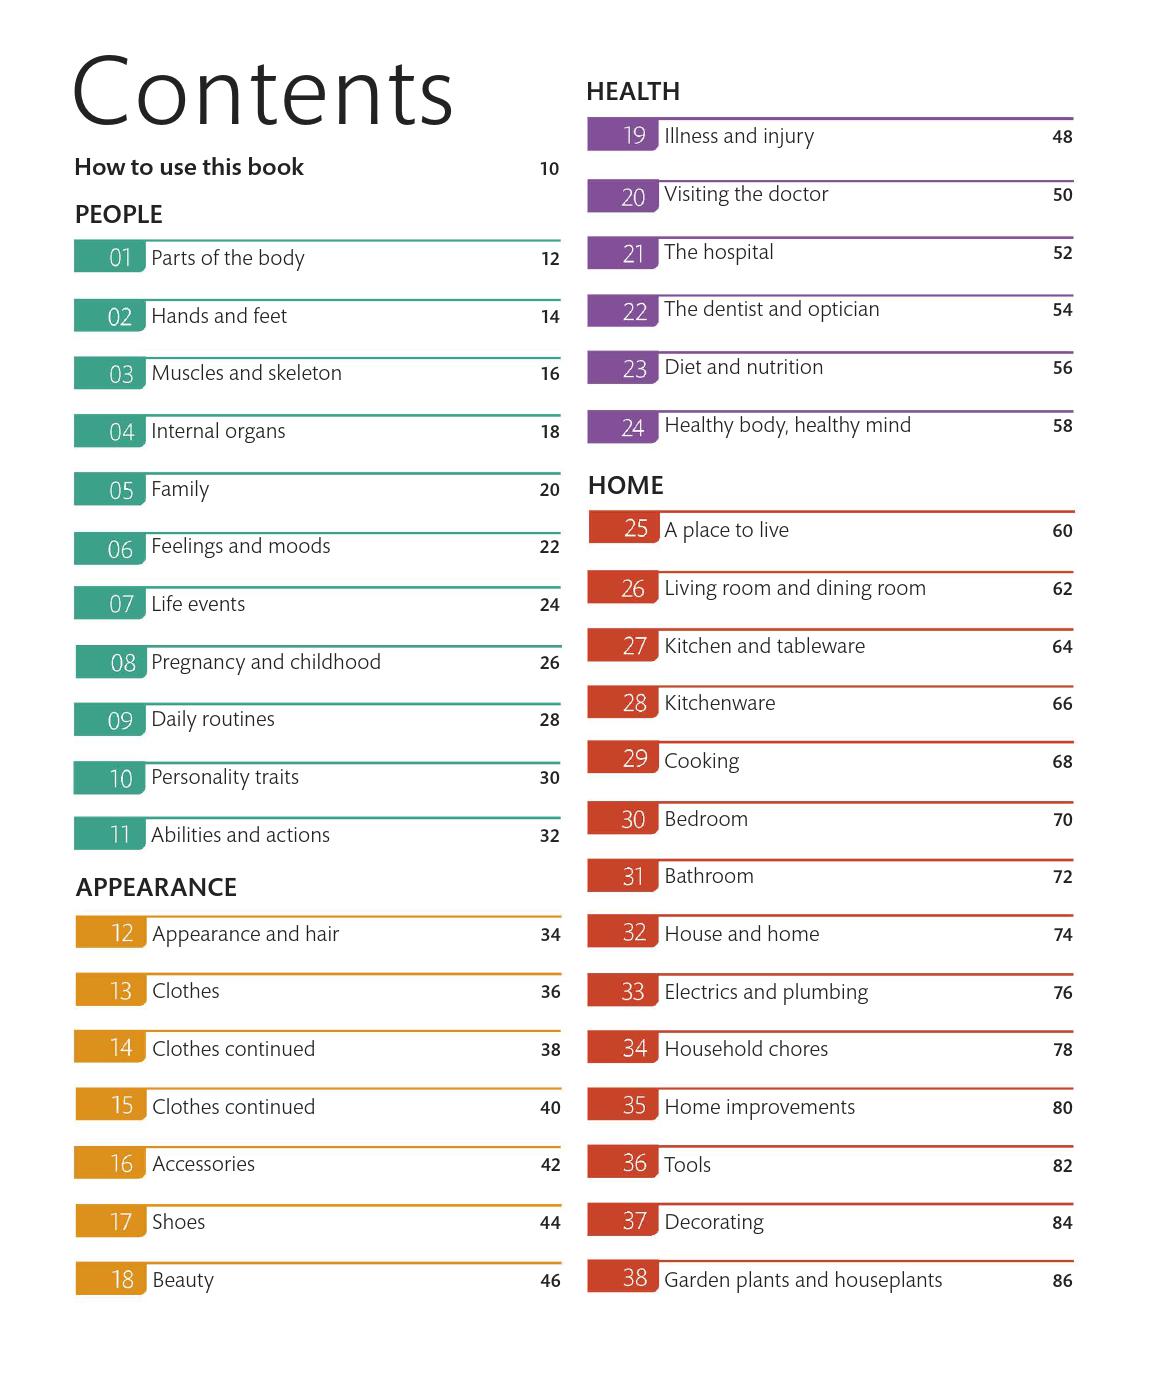 Contents
How to use this book 10
PEOPLE
01 Parts of the body 12
02 Hands and feet 14
03 Muscles and skeleton 16
04 Internal organs 18
05 Family 20
06 Feelings and moods 22
07 Life events 24
08 Pregnancy and childhood 26
09 Daily routines 28
10 Personality traits 30
11 Abilities and actions 32
APPEARANCE
12 Appearance and hair 34
13 Clothes 36
14 Clothes continued 38
15 Clothes continued 40
16 Accessories 42
17 Shoes 44
18 Beauty 46
HEALTH
19 Illness and injury 48
20 Visiting the doctor 50
21 The hospital 52
22 The dentist and optician 54
23 Diet and nutrition 56
24 Healthy body, healthy mind 58
HOME
25 A place to live 60
26 Living room and dining room 62
27 Kitchen and tableware 64
28 Kitchenware 66
29 Cooking 68
30 Bedroom 70
31 Bathroom 72
32 House and home 74
33 Electrics and plumbing 76
34 Household chores 78
35 Home improvements 80
36 Tools 82
37 Decorating 84
38 Garden plants and houseplants 86